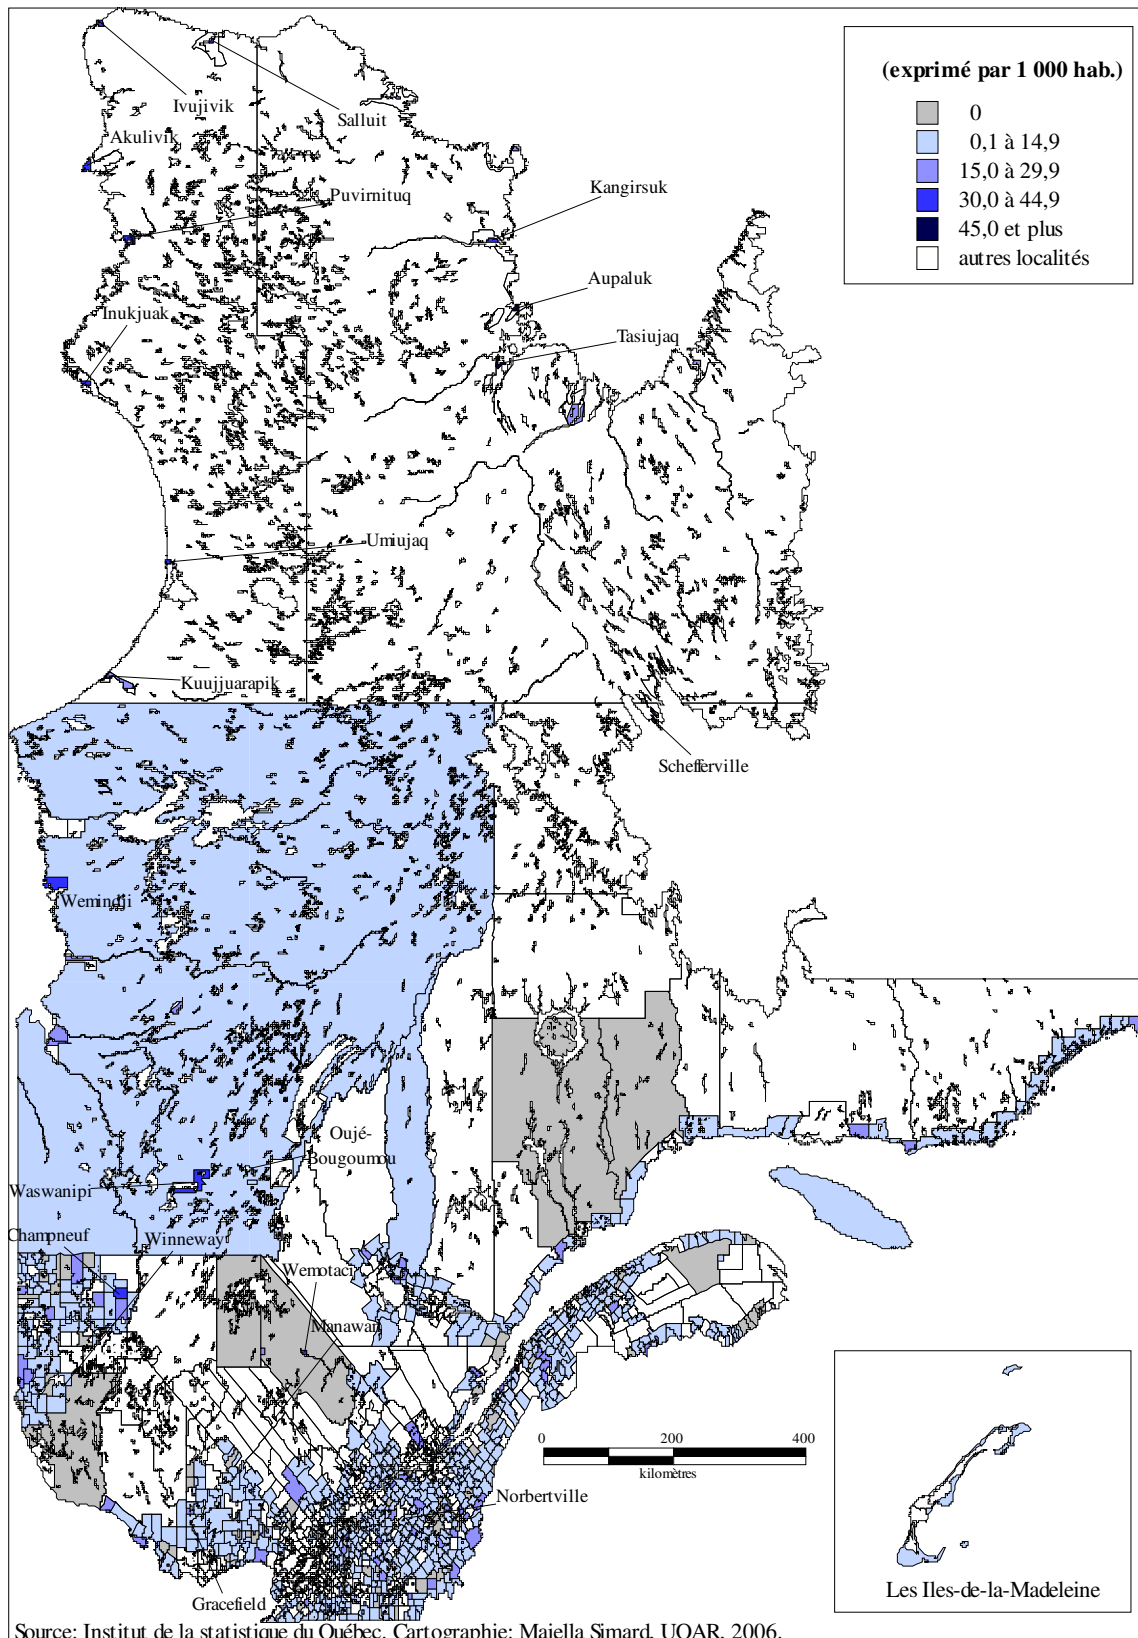 (exprimé par 1 000 hab.)
0
0,1 à 14,9
15,0 à 29,9
30,0 à 44,9
45,0 et plus
autres localités
Ivujivik
Salluit
Akulivik
Puvirnituq
Kangirsuk
Aupaluk
Inukjuak
Tasiujaq
Umiujaq
Kuujjuarapik
Schefferville
Wemindji
Oujé-
Bougoumou
Waswanipi
Champneuf
Winneway
Wemotaci
Manawan
0 200 400
kilomètres
Norbertville
Gracefield
Les Iles-de-la-Madeleine
Source: Institut de la statistique du Québec. Cartographie: Majella Simard, UQAR, 2006.